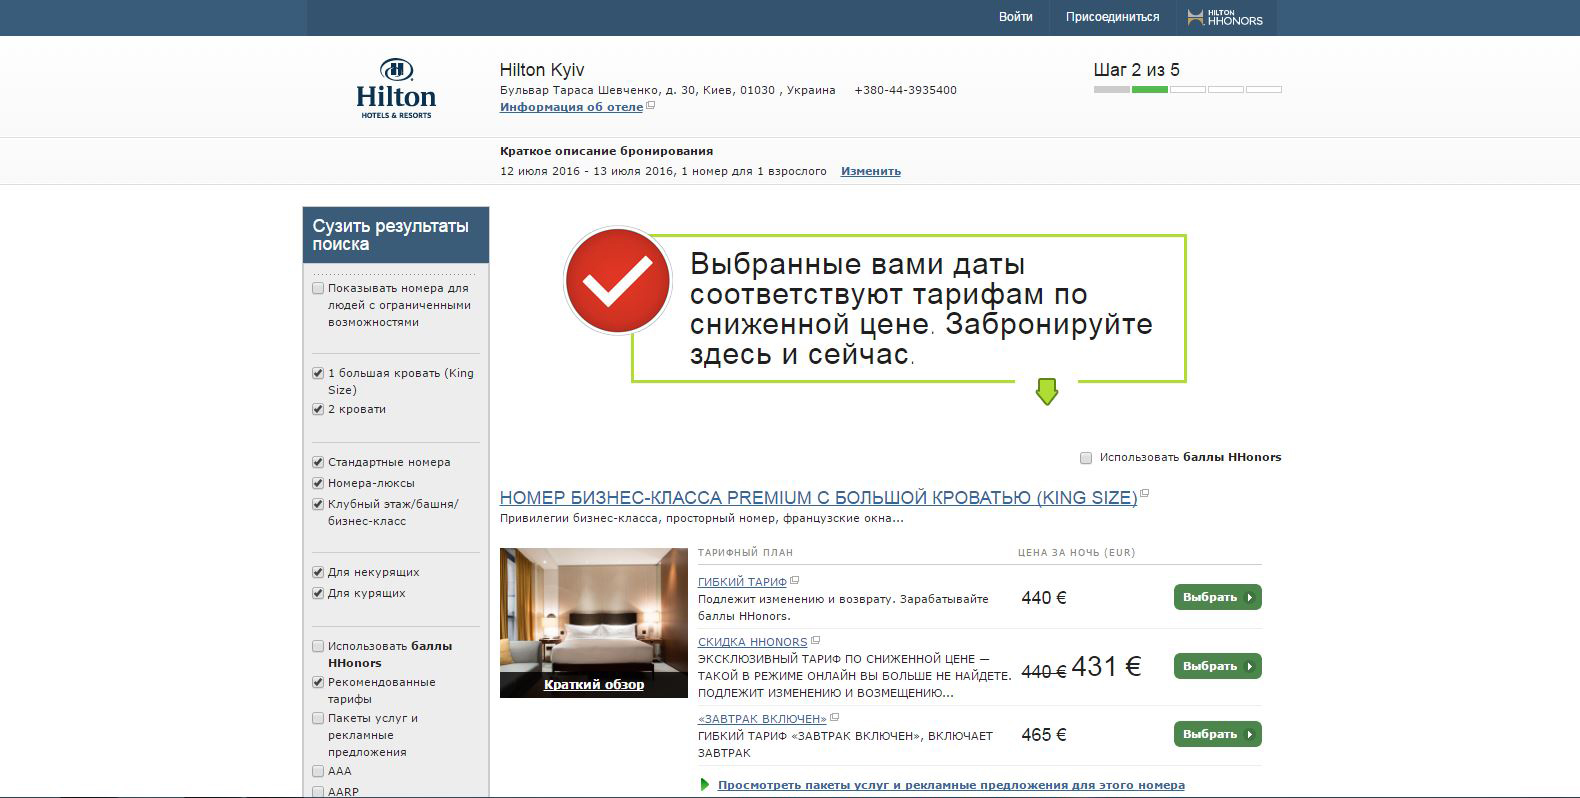 Войти
Присоединиться
HILTON
HHONORS
Hilton
HOTELS & RESORTS
Hilton Kyiv
Бульвар Тараса Шевченко, д. 30, Киев, 01030 , Украина +380-44-3935400
Информация об отеле
Шаг 2 из 5
Краткое описание бронирования
12 июля 2016 - 13 июля 2016, 1 номер для 1 взрослого Изменить
Сузить результаты
поиска
Показывать номера для
людей с ограниченными
возможностями
1 большая кровать (King
Size)
2 кровати
Стандартные номера
Номера-люксы
Клубный этаж/башня/
бизнес-класс
Для некурящих
Для курящих
Использовать баллы
HHonors
Рекомендованные
тарифы
Пакеты услуг и
рекламные
предложения
AAA
AARP
Выбранные вами даты
соответствуют тарифам по
сниженной цене. Забронируйте
здесь и сейчас.
Использовать баллы HHonors
НОМЕР БИЗНЕС-КЛАССА PREMIUM С БОЛЬШОЙ КРОВАТЬЮ (KING SIZE)
Привилегии бизнес-класса, просторный номер, французские окна...
Краткий обзор
ТАРИФНЫЙ ПЛАН ЦЕНА ЗА НОЧЬ (EUR)
ГИБКИЙ ТАРИФ
Подлежит изменению и возврату. Зарабатывайте
баллы HHonors.
440 €
Выбрать
СКИДКА HHONORS
ЭКСКЛЮЗИВНЫЙ ТАРИФ ПО СНИЖЕННОЙ ЦЕНЕ —
ТАКОЙ В РЕЖИМЕ ОНЛАЙН ВЫ БОЛЬШЕ НЕ НАЙДЕТЕ.
ПОДЛЕЖИТ ИЗМЕНЕНИЮ И ВОЗМЕЩЕНИЮ...
440 € 431 €
Выбрать
«ЗАВТРАК ВКЛЮЧЕН»
ГИБКИЙ ТАРИФ «ЗАВТРАК ВКЛЮЧЕН», ВКЛЮЧАЕТ
ЗАВТРАК
465 €
Выбрать
Просмотреть пакеты услуг и рекламные предложения для этого номера